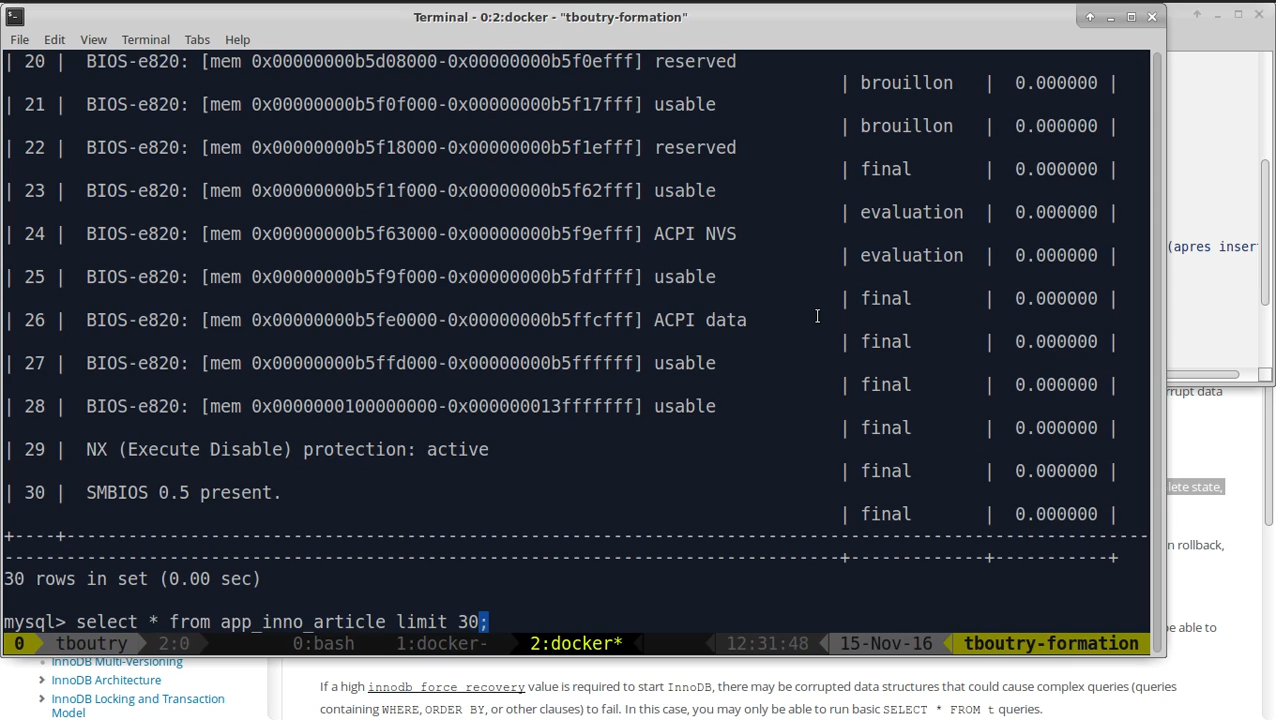 Terminal - 0:2:docker - "tboutry-formation"
File Edit View Terminal Tabs Help
| 20 | BIOS-e820: [mem 0x00000000b5d08000-0x00000000b5f0efff] reserved
| brouillon | 0.000000 |
| 21 | BIOS-e820: [mem 0x00000000b5f0f000-0x00000000b5f17fff] usable
| brouillon | 0.000000 |
| 22 | BIOS-e820: [mem 0x00000000b5f18000-0x00000000b5f1efff] reserved
| final | 0.000000 |
| 23 | BIOS-e820: [mem 0x00000000b5f1f000-0x00000000b5f62fff] usable
| evaluation | 0.000000 |
| 24 | BIOS-e820: [mem 0x00000000b5f63000-0x00000000b5f9efff] ACPI NVS
| evaluation | 0.000000 |
| 25 | BIOS-e820: [mem 0x00000000b5f9f000-0x00000000b5fdffff] usable
| final | 0.000000 |
| 26 | BIOS-e820: [mem 0x00000000b5fe0000-0x00000000b5ffcfff] ACPI data
| final | 0.000000 |
| 27 | BIOS-e820: [mem 0x00000000b5ffd000-0x00000000b5ffffff] usable
| final | 0.000000 |
| 28 | BIOS-e820: [mem 0x0000000100000000-0x000000013fffffff] usable
| final | 0.000000 |
| 29 | NX (Execute Disable) protection: active
| final | 0.000000 |
| 30 | SMBIOS 0.5 present.
| final | 0.000000 |
30 rows in set (0.00 sec)
mysql> select * from app_inno_article limit 30;
0 tboutry 2:0 - 0:bash 1:docker- 2:docker* 12:31:48 15-Nov-16 tboutry-formation
(apres inser
rrupt data
lete state,
n rollback,
be able to
InnoDB Multi-Versioning
InnoDB Architecture
InnoDB Locking and Transaction
Model
If a high innodb_force_recovery value is required to start InnoDB, there may be corrupted data structures that could cause complex queries (queries
containing WHERE, ORDER BY, or other clauses) to fail. In this case, you may only be able to run basic SELECT * FROM t queries.